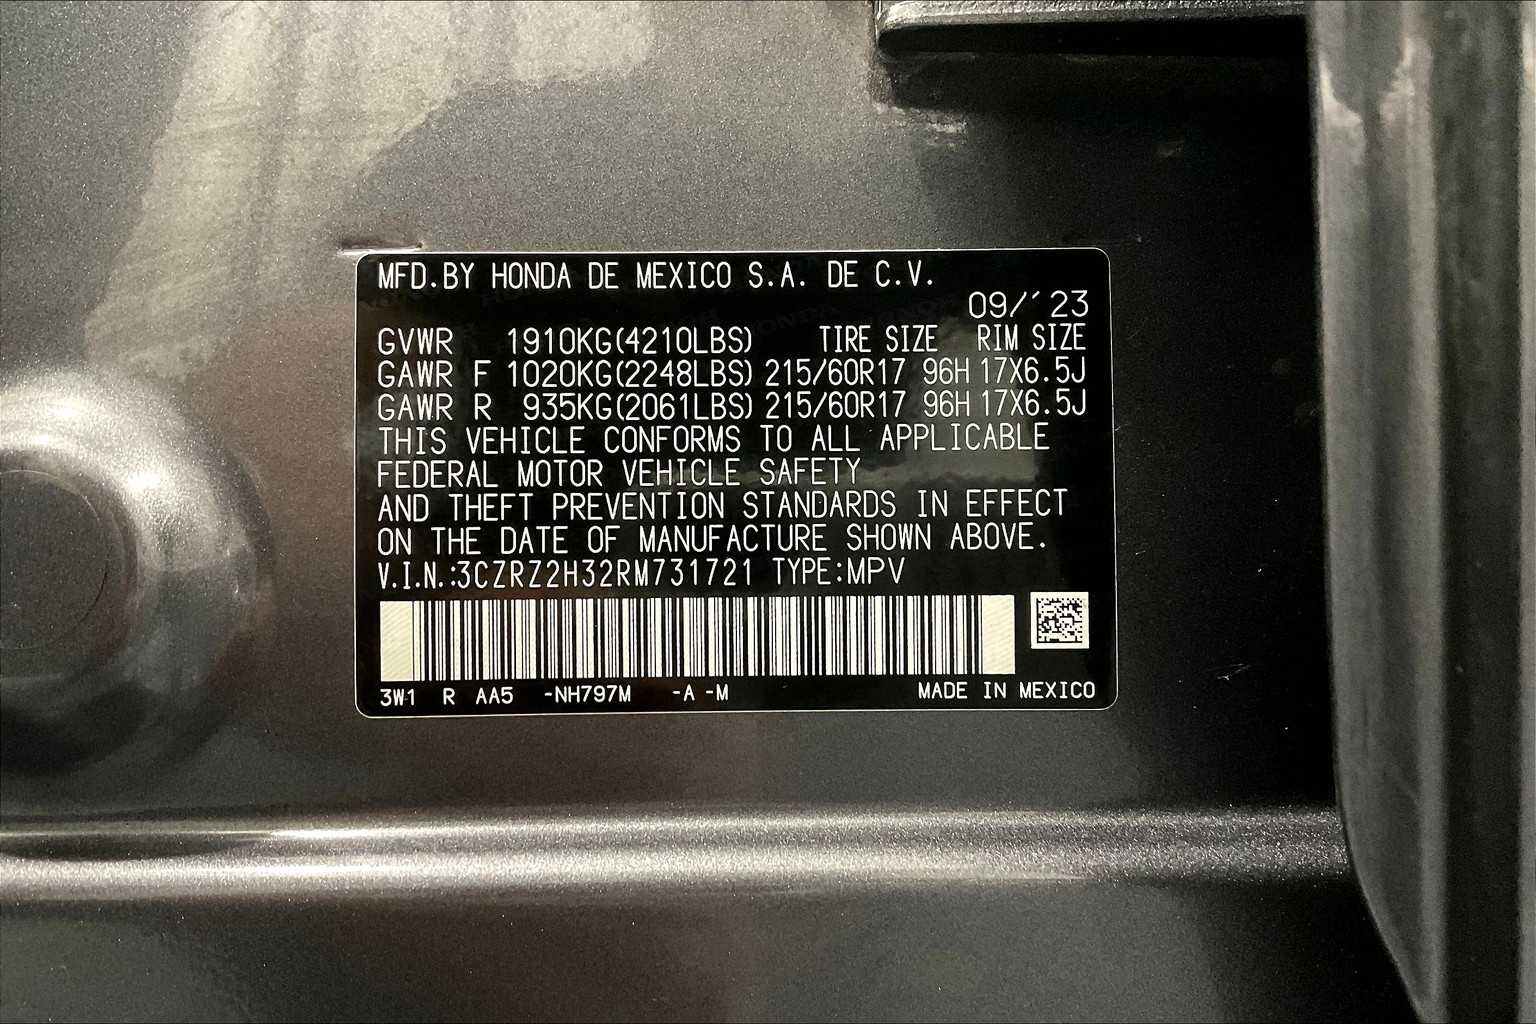 MFD.BY HONDA DE MEXICO S.A. DE C.V.
09/´23
GVWR 1910KG(4210LBS) TIRE SIZE RIM SIZE
GAWR F 1020KG(2248LBS) 215/60R17 96H 17X6.5J
GAWR R 935KG(2061LBS) 215/60R17 96H 17X6.5J
THIS VEHICLE CONFORMS TO ALL APPLICABLE
FEDERAL MOTOR VEHICLE SAFETY
AND THEFT PREVENTION STANDARDS IN EFFECT
ON THE DATE OF MANUFACTURE SHOWN ABOVE.
V.I.N.:3CZRZ2H32RM731721 TYPE:MPV
3W1 R AA5 -NH797M -A -M MADE IN MEXICO